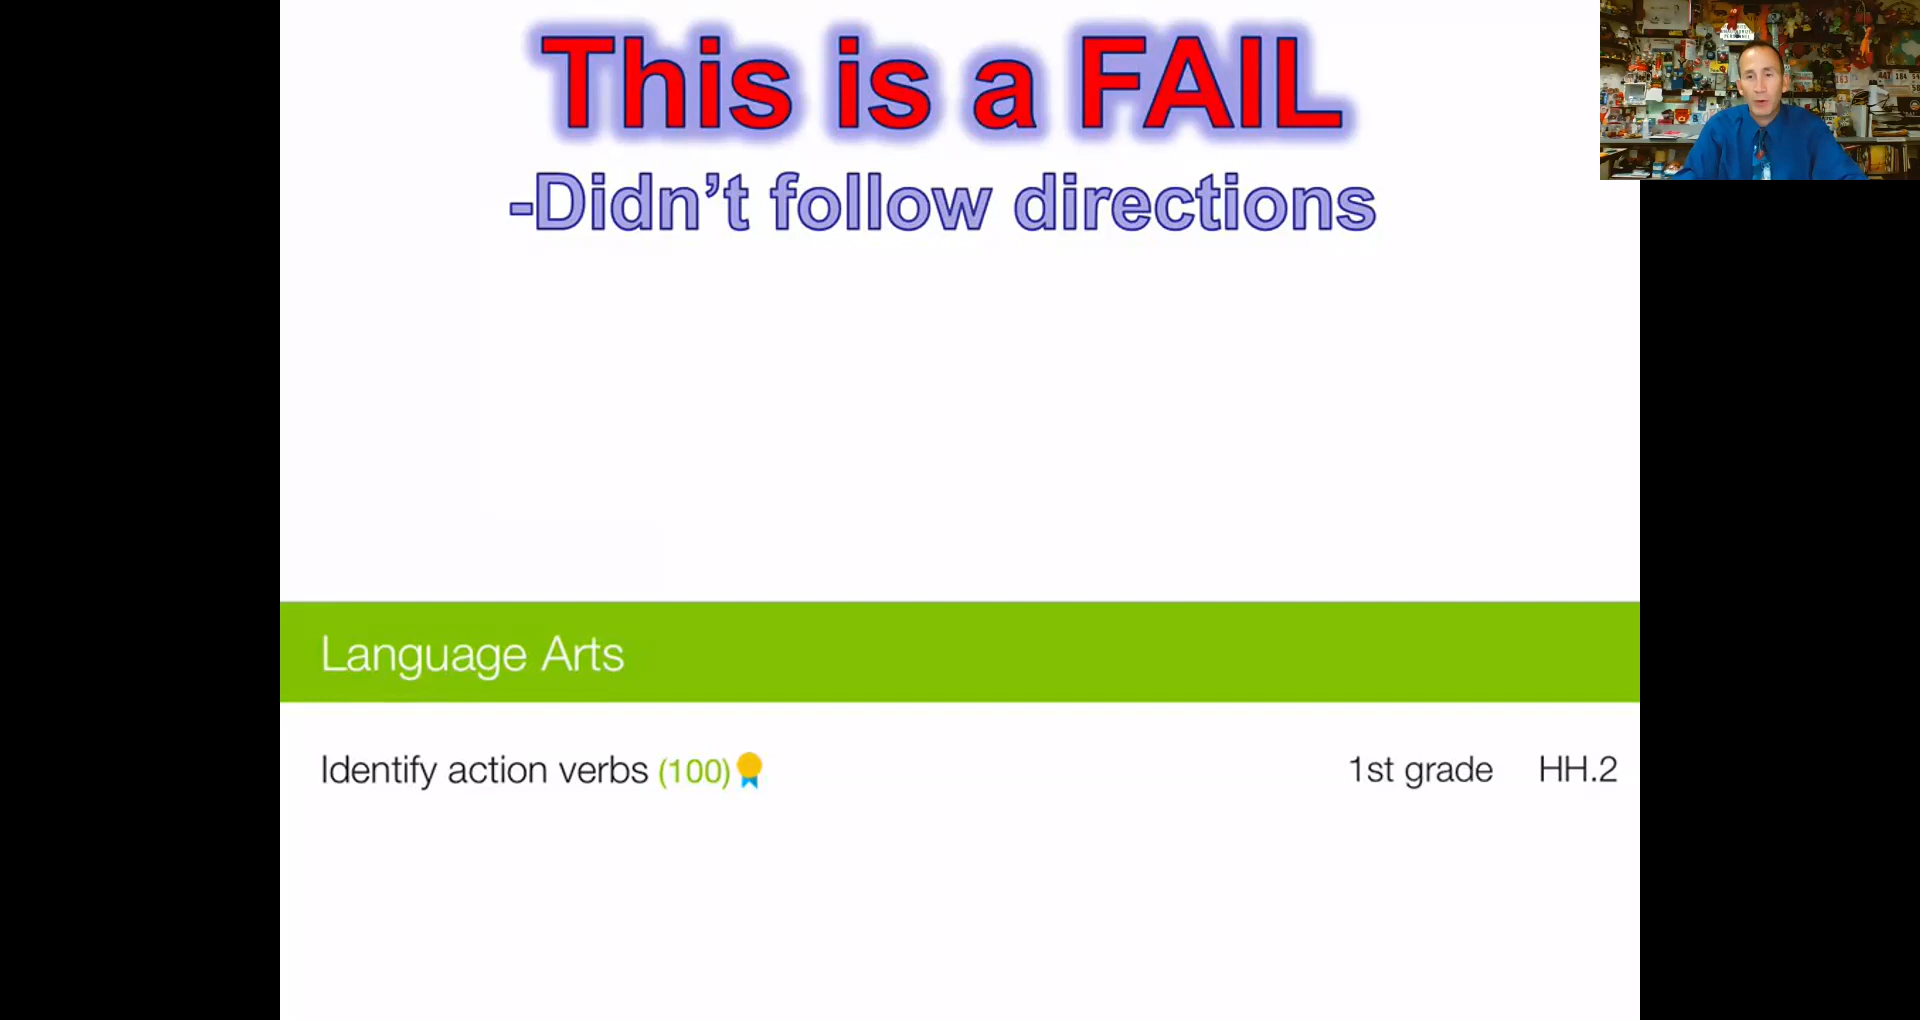 This is a FAIL
-Didn’t follow directions
Language Arts
Identify action verbs (100) 1st grade HH.2